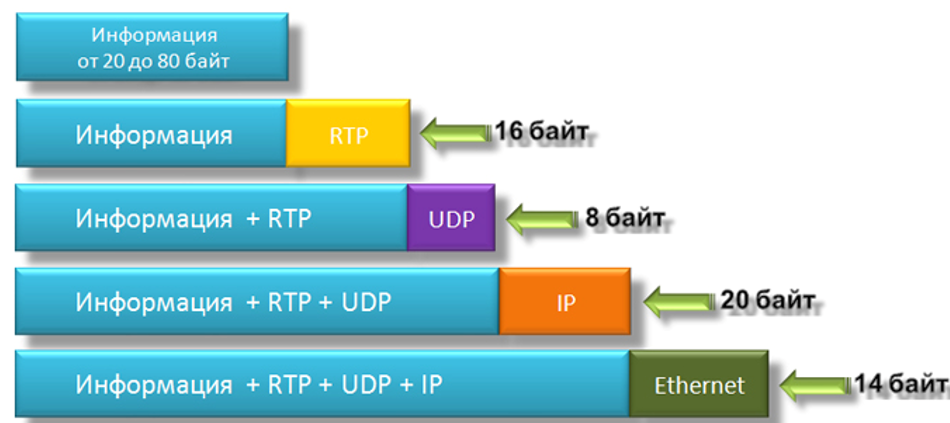 Информация
от 20 до 80 байт
Информация RTP 16 байт
Информация + RTP UDP 8 байт
Информация + RTP + UDP IP 20 байт
Информация + RTP + UDP + IP Ethernet 14 байт